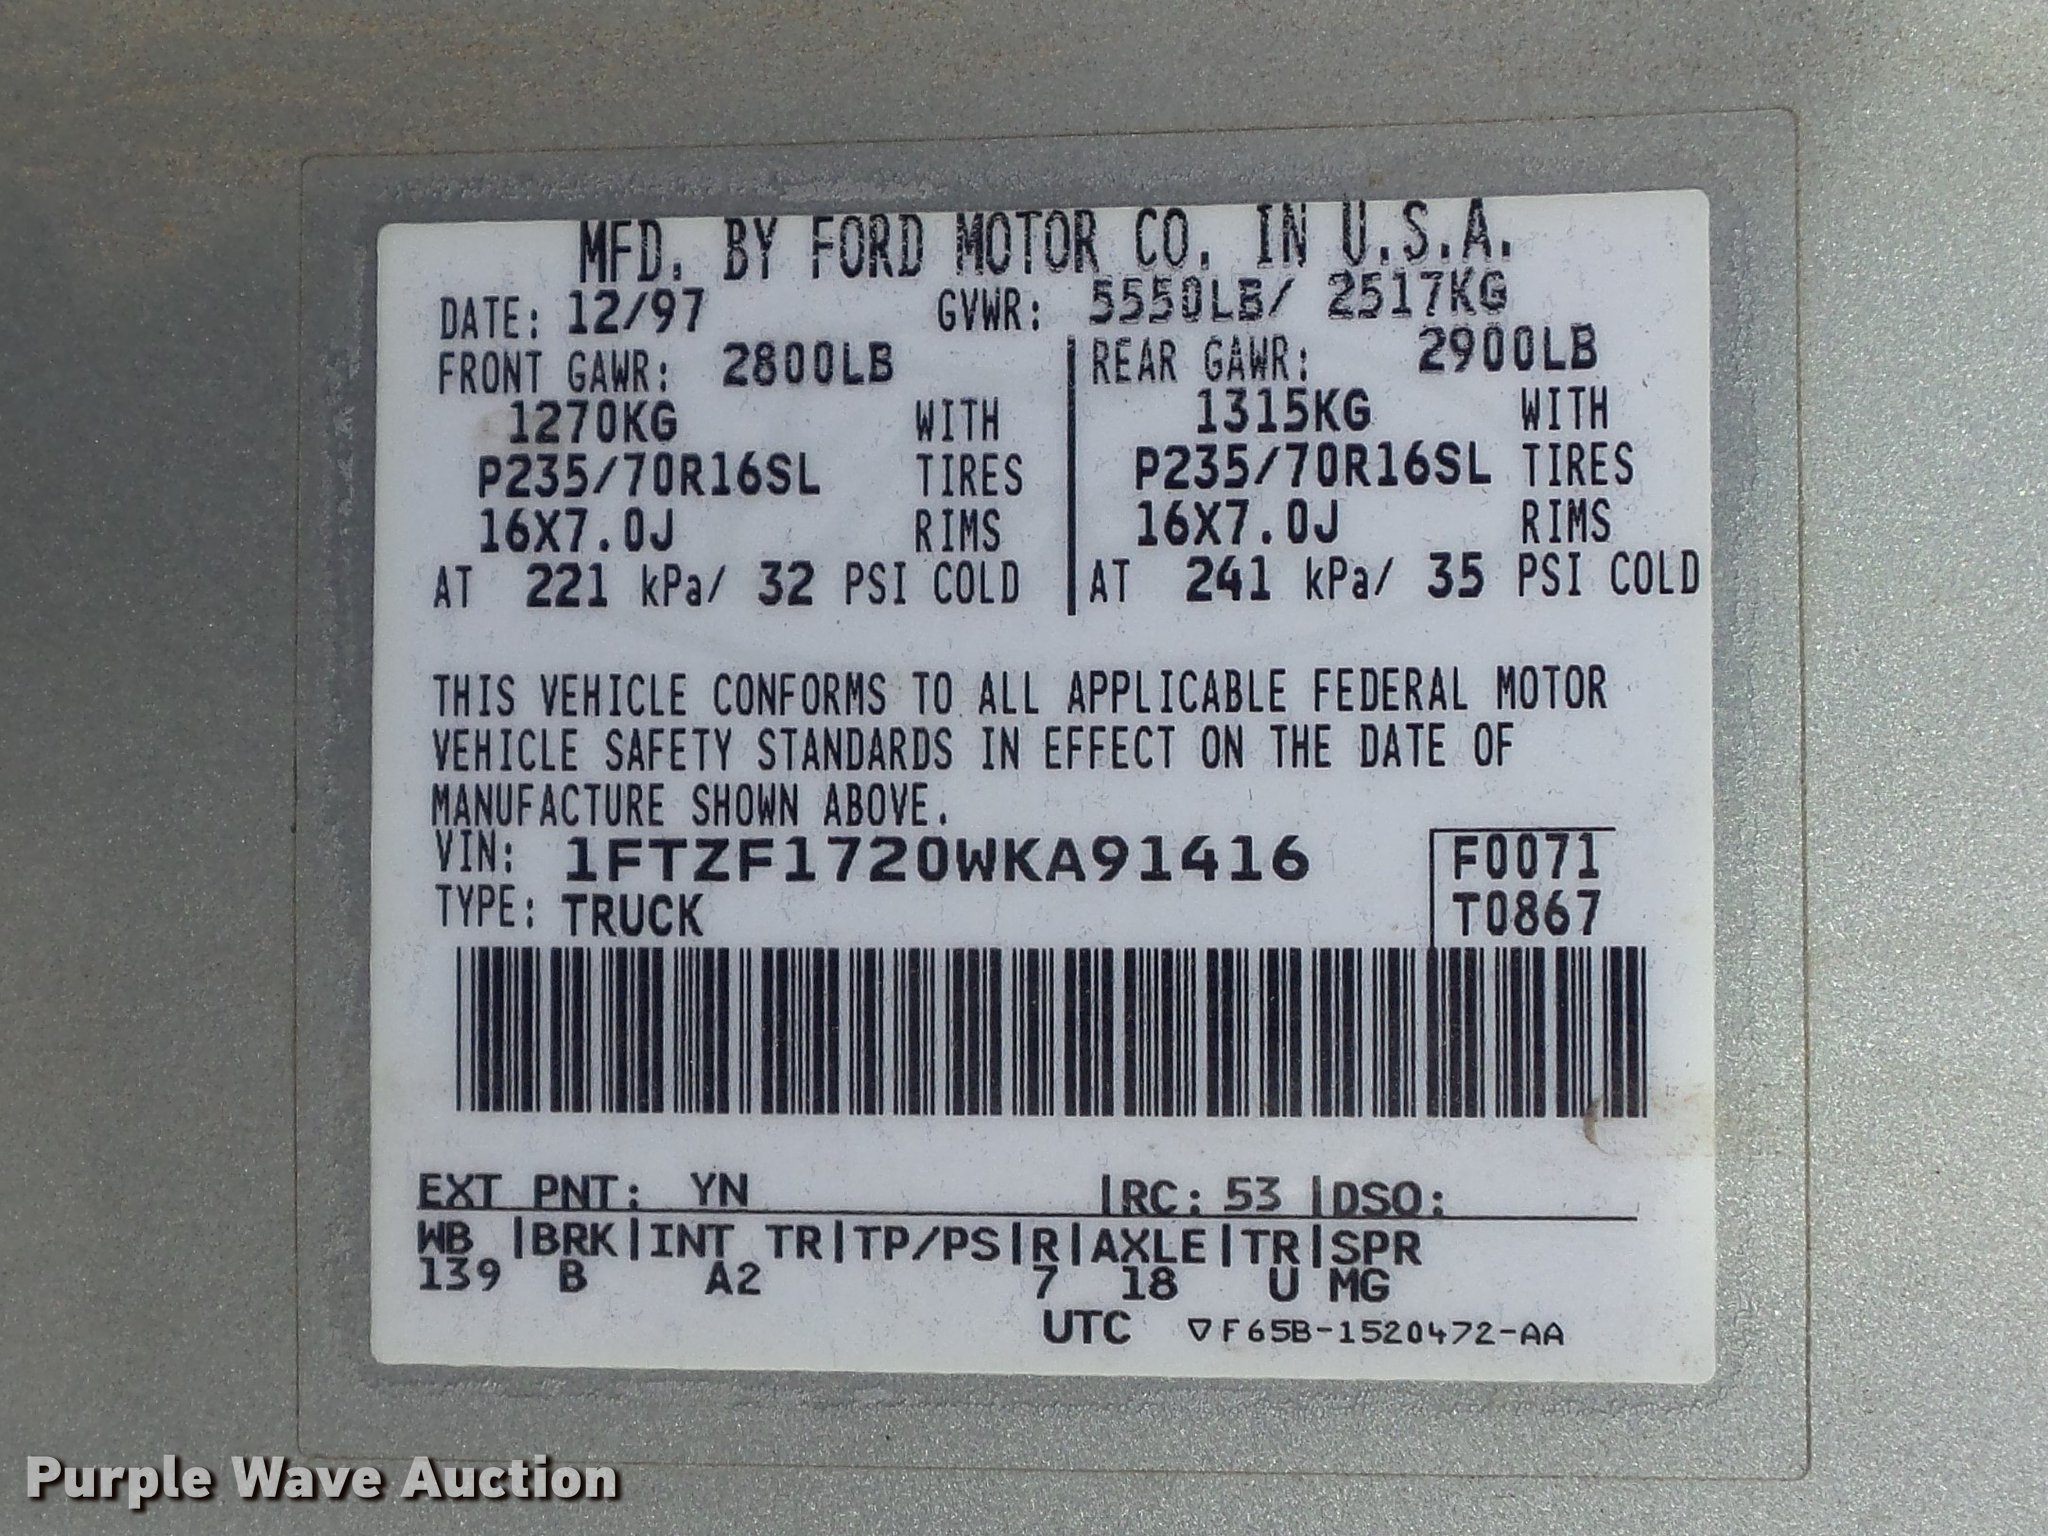 MFD. BY FORD MOTOR CO. IN U.S.A.
DATE: 12/97 GVWR: 5550LB/ 2517KG
FRONT GAWR: 2800LB REAR GAWR: 2900LB
1270KG WITH 1315KG WITH
P235/70R16SL TIRES P235/70R16SL TIRES
16X7.0J RIMS 16X7.0J RIMS
AT 221 kPa/ 32 PSI COLD AT 241 kPa/ 35 PSI COLD
THIS VEHICLE CONFORMS TO ALL APPLICABLE FEDERAL MOTOR
VEHICLE SAFETY STANDARDS IN EFFECT ON THE DATE OF
MANUFACTURE SHOWN ABOVE.
VIN: 1FTZF1720WKA91416 F0071
TYPE: TRUCK T0867
EXT PNT: YN |RC: 53 |DSO:
WB |BRK|INT TR|TP/PS|R|AXLE|TR|SPR
139 B A2 7 18 U MG
UTC ▽F65B-1520472-AA
Purple Wave Auction